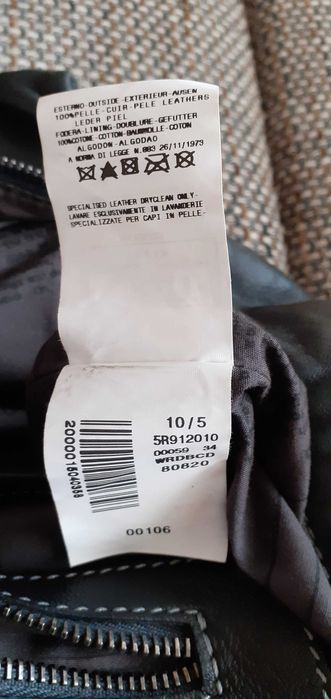 ESTERNO-OUTSIDE-EXTERIEUR-AUSEN
100%PELLE-CUIR-PELE LEATHERS
LEDER PIEL
FODERA-LINING-DOUBLURE-GEFUTTER
100%COTONE-COTTON-BAUMWOLLE-COTON
ALGODON-ALGODAO
A NORMA DI LEGGE N.883 26/11/1973
SPECIALISED LEATHER DRYCLEAN ONLY-
LAVARE ESCLUSIVAMENTE IN LAVANDERIE
SPECIALIZZATE PER CAPI IN PELLE-
10/5
5R912010
00059 34
WRDBCD
80820
2000015040358
00106